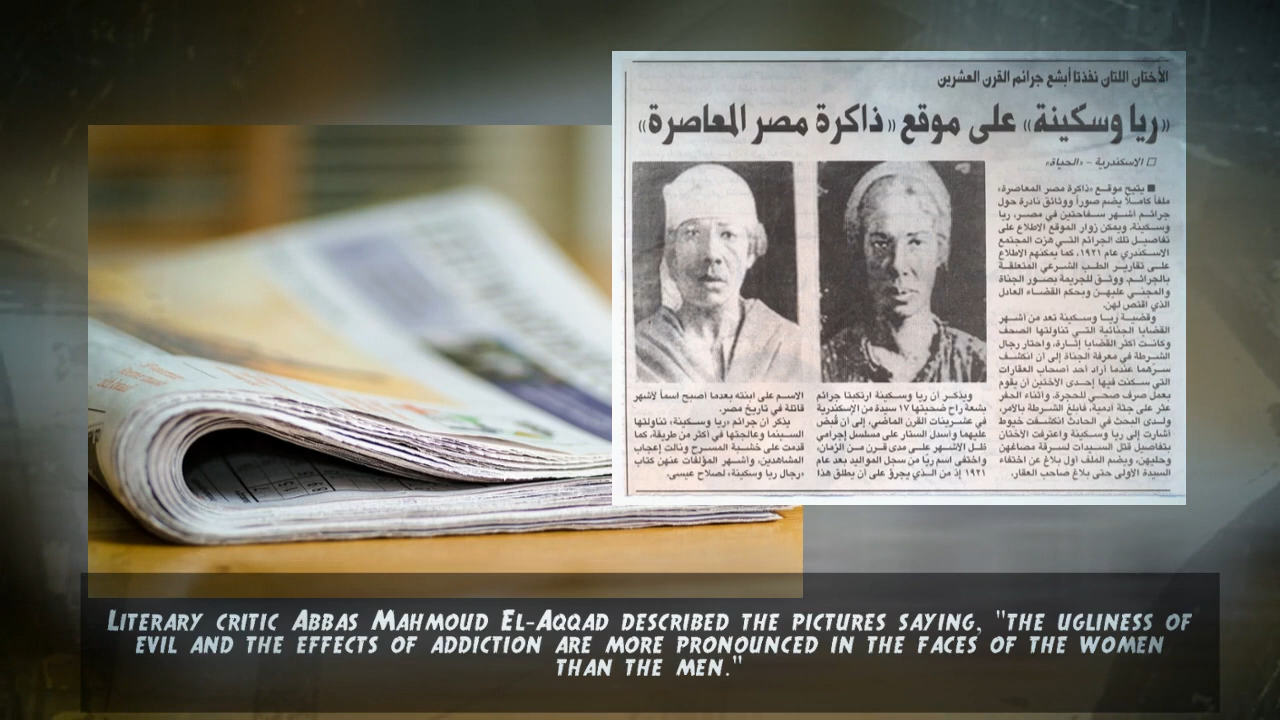 الأختان اللتان نفذتا أبشع جرائم القرن العشرين
«ريا وسكينة» على موقع «ذاكرة مصر المعاصرة»
□ الإسكندرية – «الحياة»
■ يتيح موقع «ذاكرة مصر المعاصرة»
ملفاً كاملاً يضم صوراً ووثائق نادرة حول
جرائم أشهر سفاحتين في مصر، ريا
وسكينة. ويمكن زوار الموقع الاطلاع على
تفاصيل تلك الجرائم التي هزت المجتمع
الاسكندري عام ١٩٢١، كما يمكنهم الاطلاع
على تقارير الطب الشرعي المتعلقة
بالجرائم، ووثق للجريمة بصور الجناة
والمجني عليهن وبحكم القضاء العادل
الذي اقتص لهن.
وقضية ريا وسكينة تعد من أشهر
القضايا الجنائية التي تناولتها الصحف
وكانت أكثر القضايا إثارة، واحتار رجال
الشرطة في معرفة الجناة إلى أن انكشف
سرهما عندما أراد أحد أصحاب العقارات
التي سكنت فيها إحدى الأختين أن يقوم
بعمل صرف صحي للحجرة. وأثناء الحفر
عثر على جثة آدمية، فأبلغ الشرطة بالأمر،
ولدى البحث في الحادث انكشفت خيوط
أشارت إلى ريا وسكينة واعترفت الأختان
بتفاصيل قتل السيدات لسرقة مصاغهن
وحليهن، ويضم الملف أول بلاغ عن اختفاء
السيدة الأولى حتى بلاغ صاحب العقار.
ويذكر أن ريا وسكينة ارتكبتا جرائم
بشعة راح ضحيتها ١٧ سيدة من الإسكندرية
في عشرينات القرن الماضي، إلى أن قبض
عليهما وأسدل الستار على مسلسل إجرامي
ظل الأشهر على مدى قرن من الزمان،
واختفى اسم ريا من سجل المواليد بعد عام
١٩٢١ إذ من الذي يجرؤ على أن يطلق هذا
الاسم على ابنته بعدما أصبح اسماً لأشهر
قاتلة في تاريخ مصر.
يذكر أن جرائم «ريا وسكينة» تناولتها
السينما وعالجتها في أكثر من طريقة، كما
قدمت على خشبة المسرح ونالت إعجاب
المشاهدين، وأشهر المؤلفات عنهن كتاب
«رجال ريا وسكينة» لصلاح عيسى.
Literary critic Abbas Mahmoud El-Aqqad described the pictures saying, "the ugliness of
evil and the effects of addiction are more pronounced in the faces of the women
than the men."